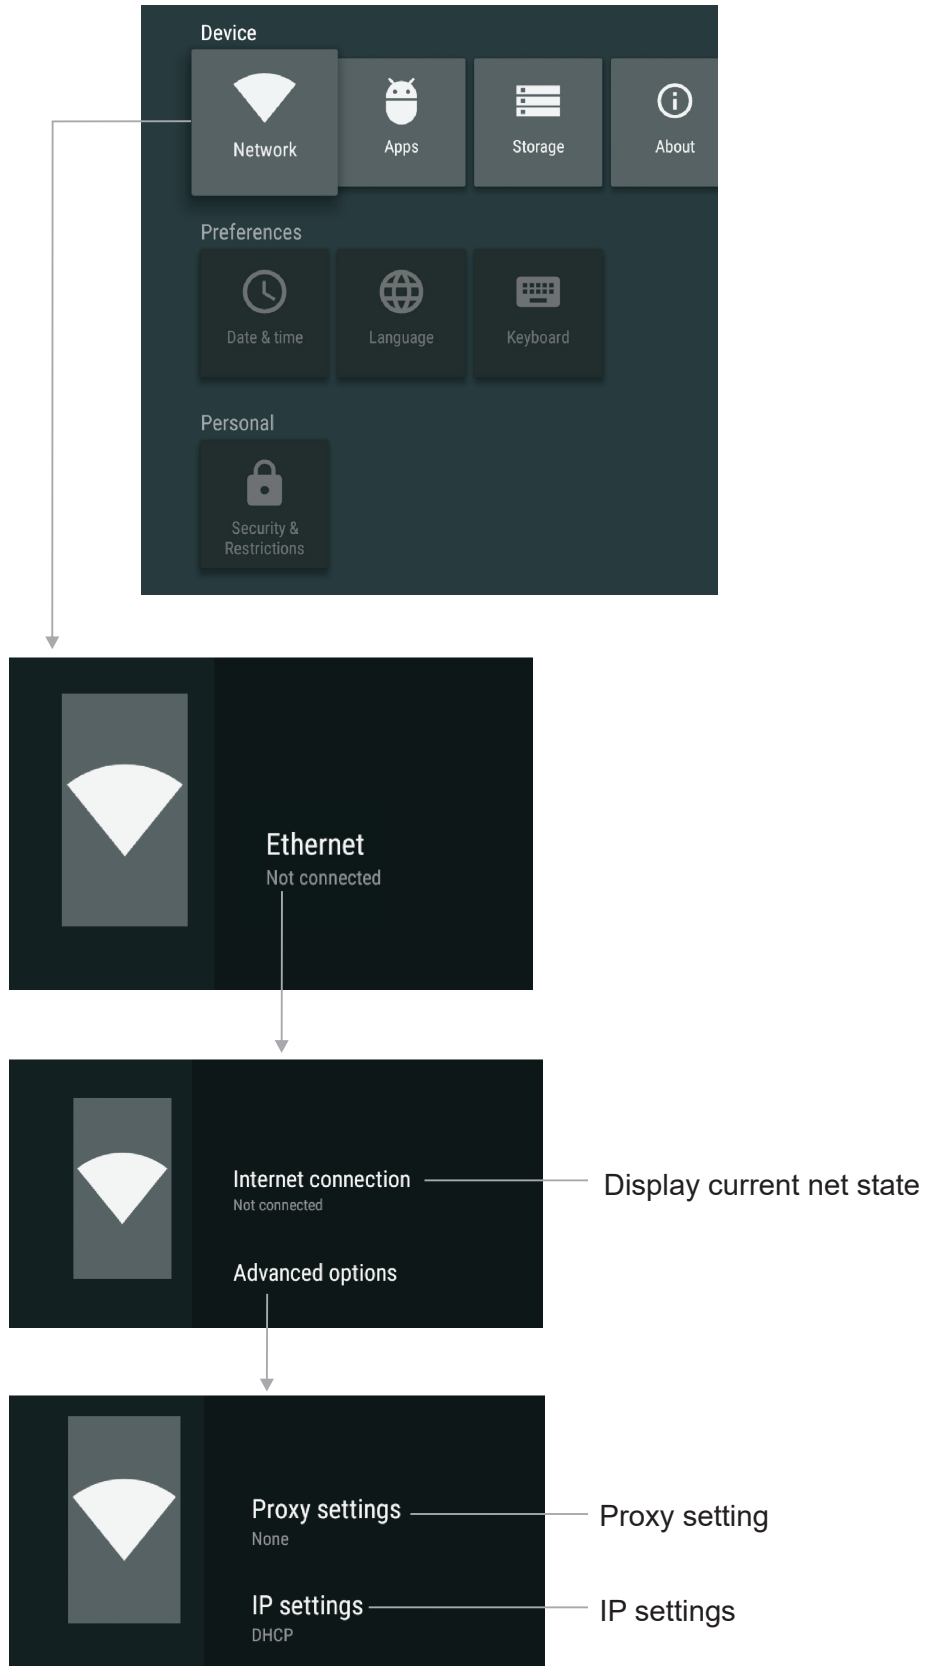 Device
Network
Apps
Storage
About
Preferences
Date & time
Language
Keyboard
Personal
Security &
Restrictions
Ethernet
Not connected
Internet connection
Not connected
Display current net state
Advanced options
Proxy settings
None
Proxy setting
IP settings
DHCP
IP settings